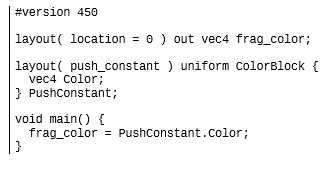 #version 450
layout( location = 0 ) out vec4 frag_color;
layout( push_constant ) uniform ColorBlock {
  vec4 Color;
} PushConstant;
void main() {
  frag_color = PushConstant.Color;
}